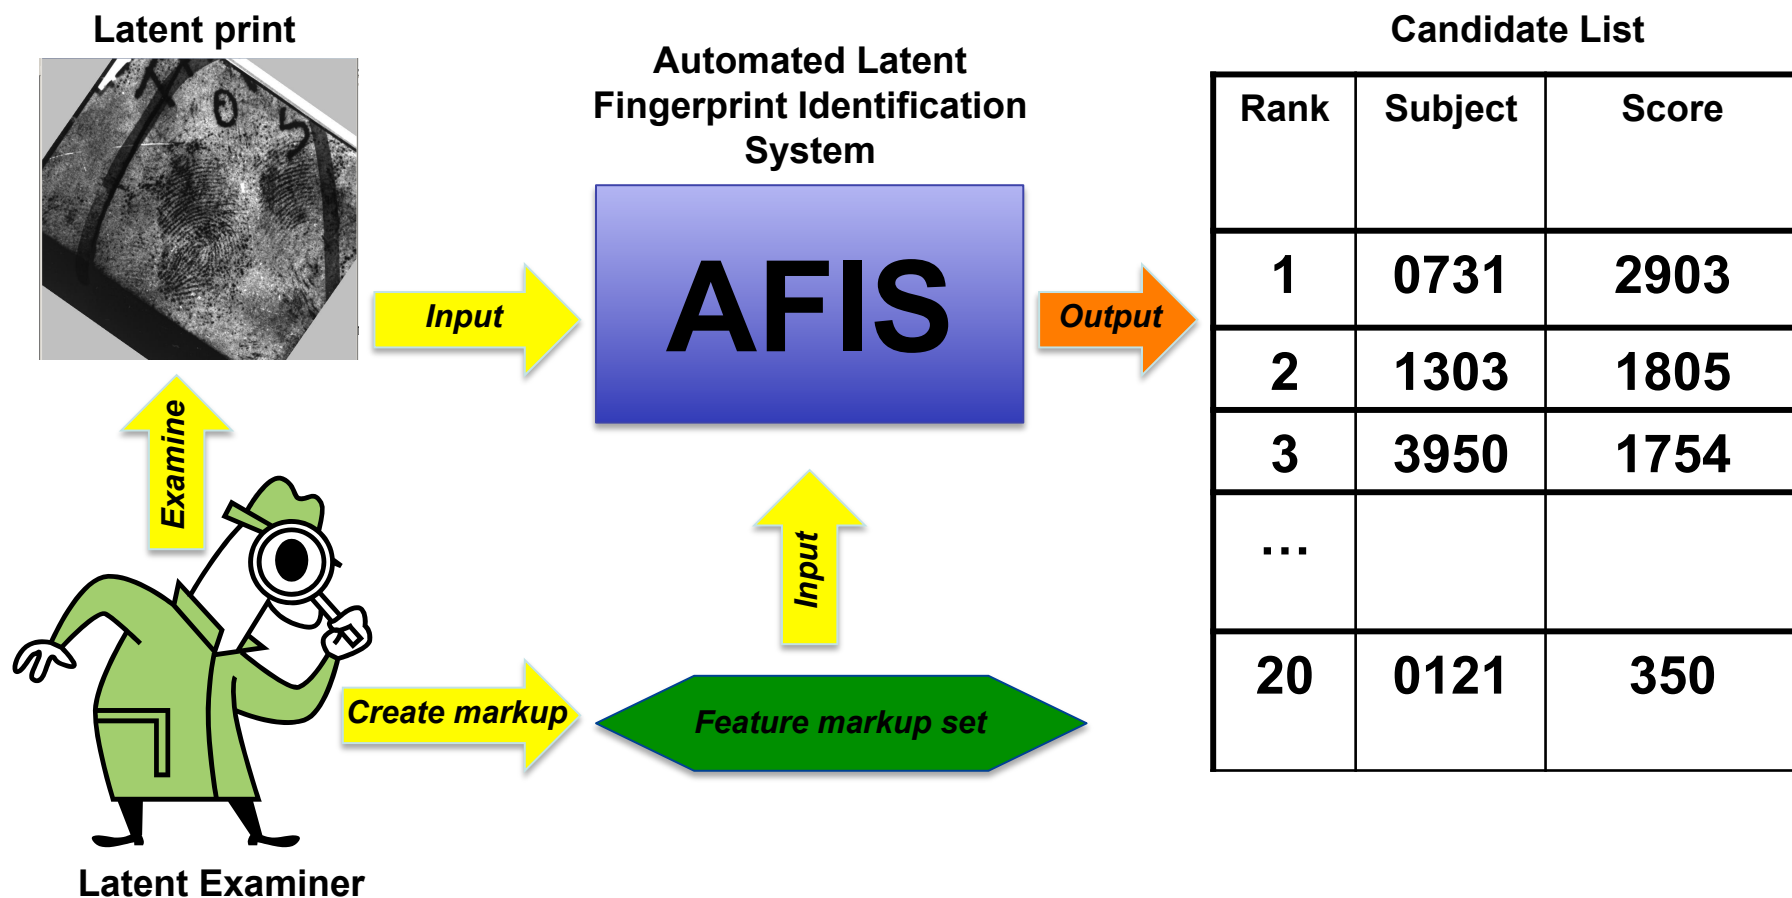 Latent print
Automated Latent
Fingerprint Identification
System
Candidate List
Rank Subject Score
1 0731 2903
2 1303 1805
3 3950 1754
...
20 0121 350
Input
AFIS
Output
Examine
Input
Create markup
Feature markup set
Latent Examiner